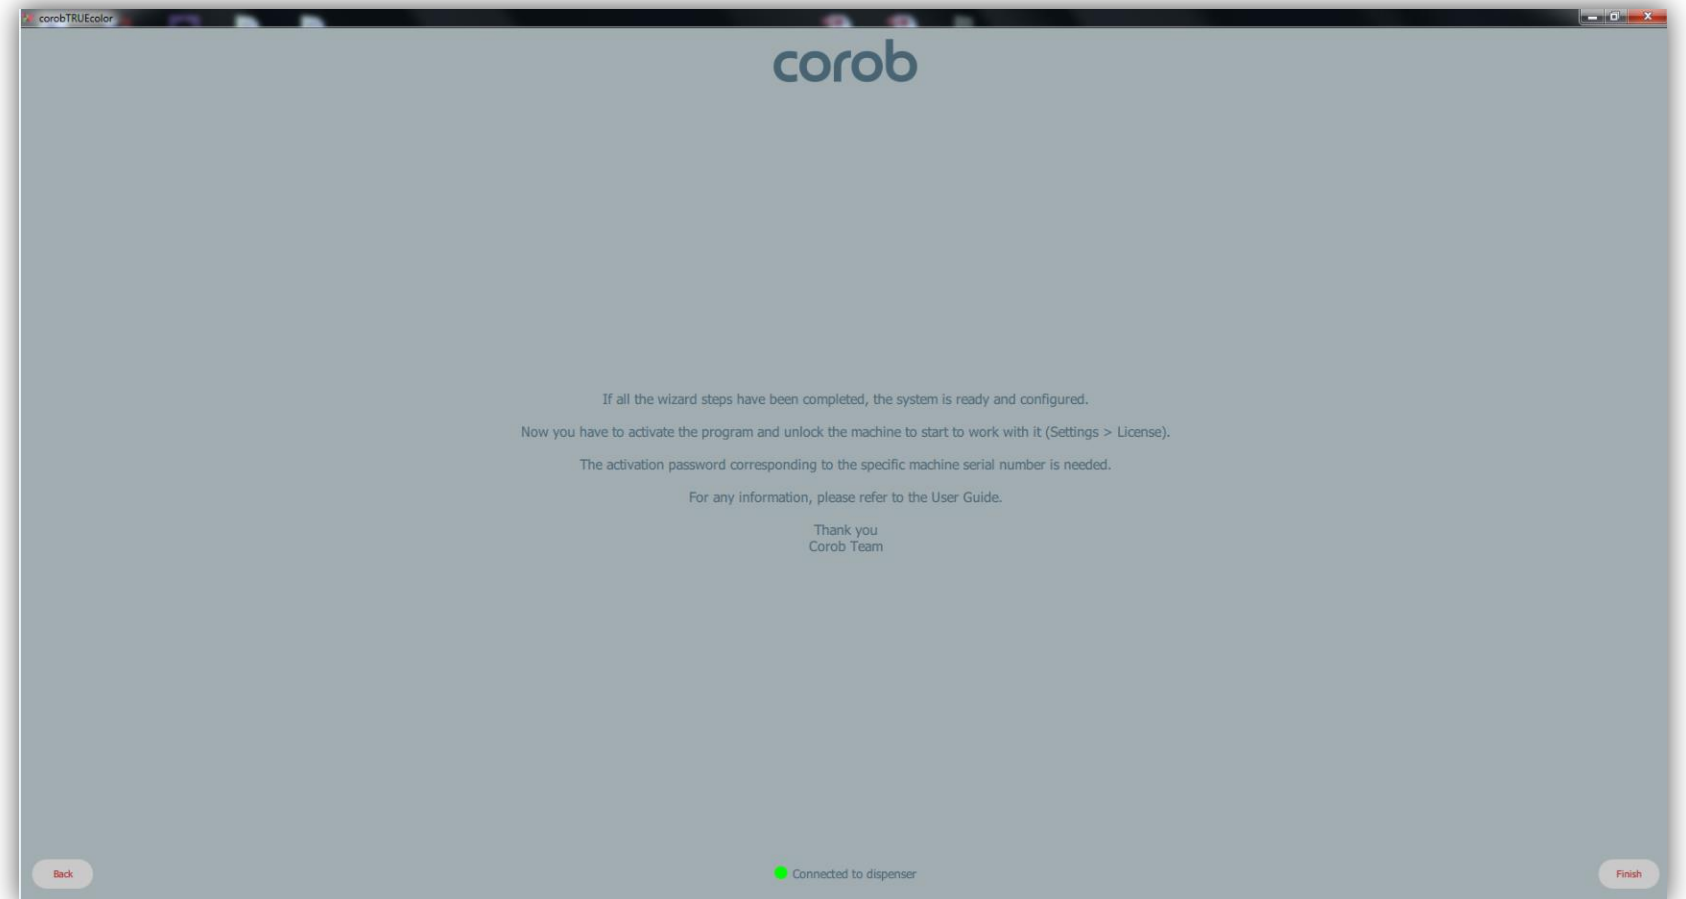 corobTRUEcolor
corob
If all the wizard steps have been completed, the system is ready and configured.
Now you have to activate the program and unlock the machine to start to work with it (Settings > License).
The activation password corresponding to the specific machine serial number is needed.
For any information, please refer to the User Guide.
Thank you
Corob Team
Back
Connected to dispenser
Finish